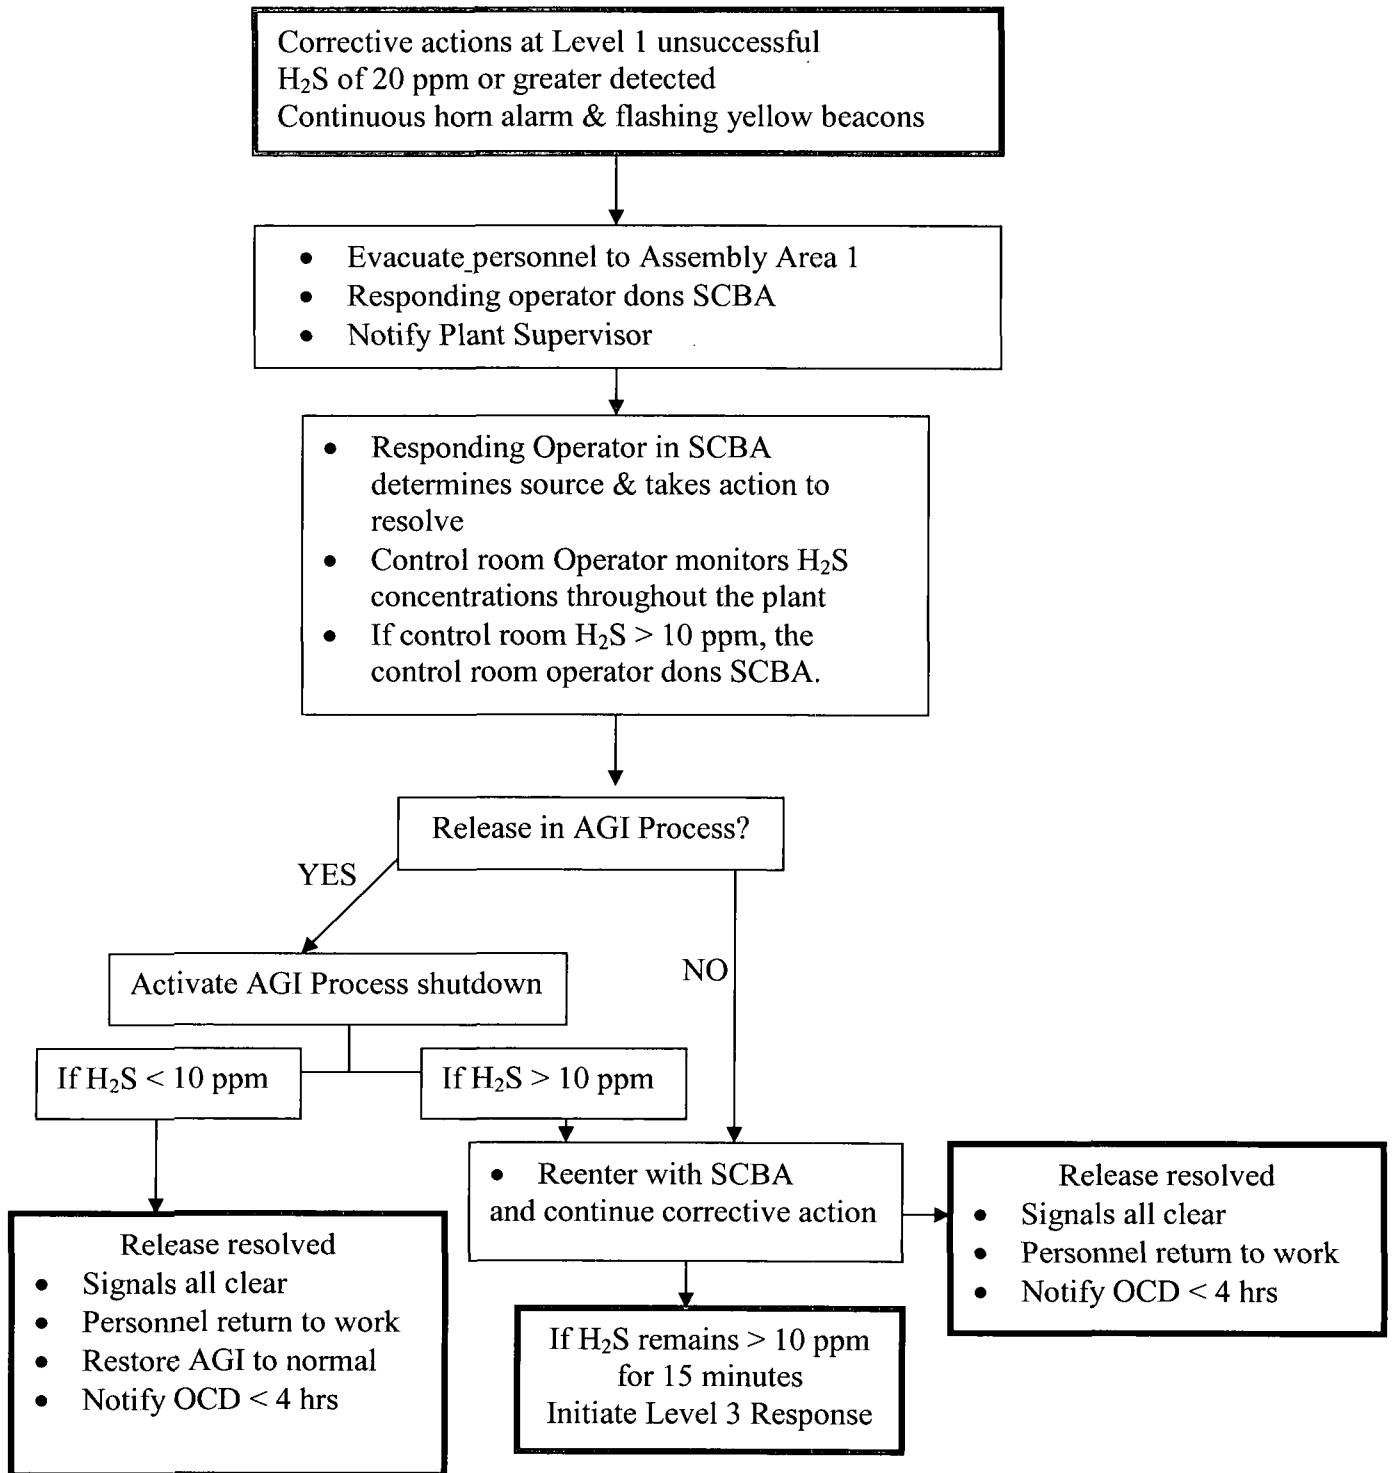 Corrective actions at Level 1 unsuccessful
H₂S of 20 ppm or greater detected
Continuous horn alarm & flashing yellow beacons
• Evacuate personnel to Assembly Area 1
• Responding operator dons SCBA
• Notify Plant Supervisor
• Responding Operator in SCBA
determines source & takes action to
resolve
• Control room Operator monitors H₂S
concentrations throughout the plant
• If control room H₂S > 10 ppm, the
control room operator dons SCBA.
Release in AGI Process?
YES
NO
Activate AGI Process shutdown
If H₂S < 10 ppm
If H₂S > 10 ppm
• Reenter with SCBA
and continue corrective action
Release resolved
• Signals all clear
• Personnel return to work
• Notify OCD < 4 hrs
Release resolved
• Signals all clear
• Personnel return to work
• Restore AGI to normal
• Notify OCD < 4 hrs
If H₂S remains > 10 ppm
for 15 minutes
Initiate Level 3 Response